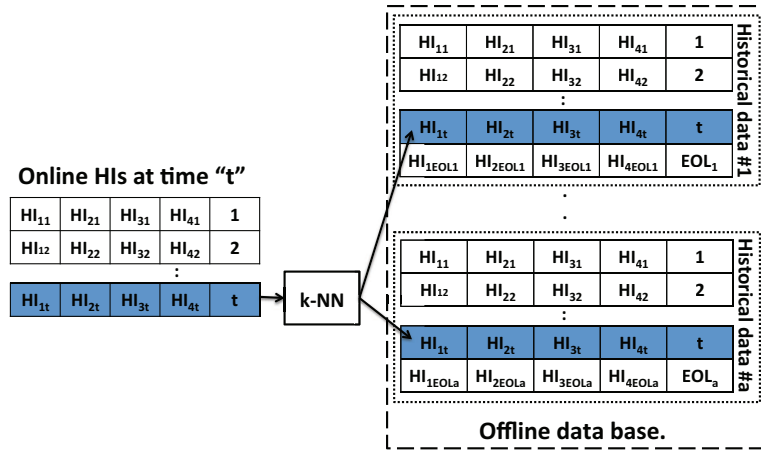 Online HIs at time “t”
HI11 HI21 HI31 HI41 1
HI12 HI22 HI32 HI42 2
:
HI1t HI2t HI3t HI4t t
k-NN
HI11 HI21 HI31 HI41 1
HI12 HI22 HI32 HI42 2
:
HI1t HI2t HI3t HI4t t
HI1EOL1 HI2EOL1 HI3EOL1 HI4EOL1 EOL1
Historical data #1
.
.
HI11 HI21 HI31 HI41 1
HI12 HI22 HI32 HI42 2
:
HI1t HI2t HI3t HI4t t
HI1EOLa HI2EOLa HI3EOLa HI4EOLa EOLa
Historical data #a
Offline data base.